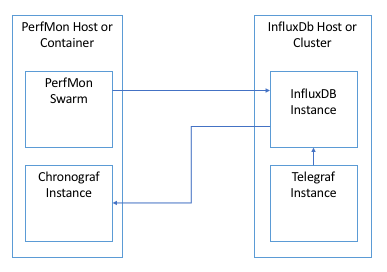 PerfMon Host or
Container
PerfMon
Swarm
Chronograf
Instance
InfluxDb Host or
Cluster
InfluxDB
Instance
Telegraf
Instance